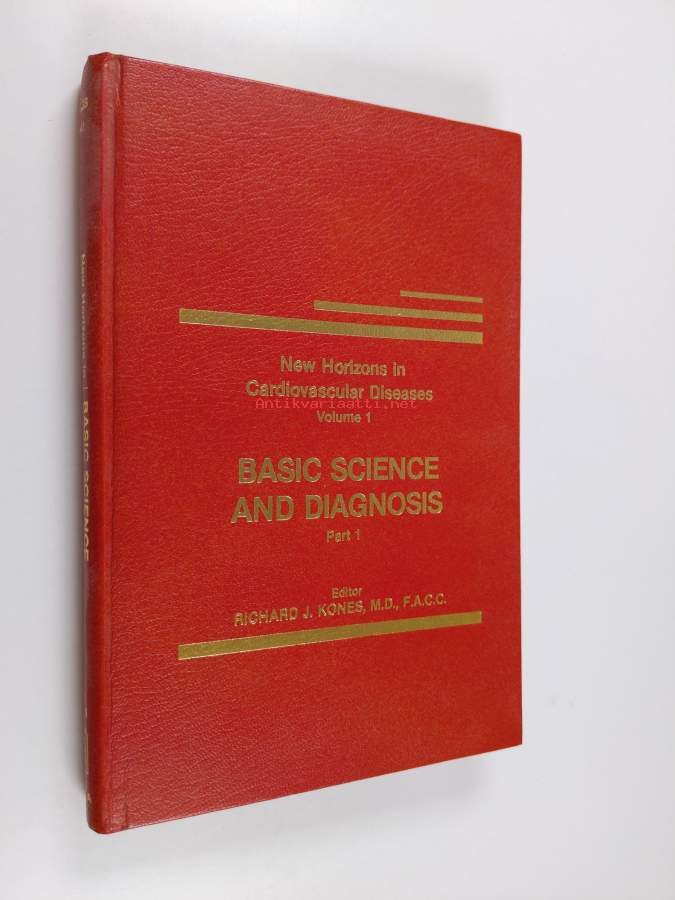 New Horizons in
Cardiovascular Diseases
Volume 1
BASIC SCIENCE
AND DIAGNOSIS
Part 1
Editor
RICHARD J. KONES, M.D., F.A.C.C.
Antikvariaatti.net
New Horizons in
BASIC SCIENCE